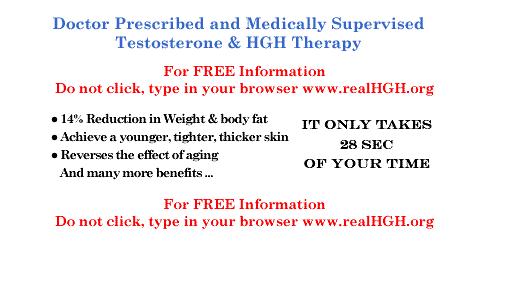 Doctor Prescribed and Medically Supervised
Testosterone & HGH Therapy
For FREE Information
Do not click, type in your browser www.realHGH.org
• 14% Reduction in Weight & body fat
• Achieve a younger, tighter, thicker skin
• Reverses the effect of aging
And many more benefits ...
IT ONLY TAKES
28 SEC
OF YOUR TIME
For FREE Information
Do not click, type in your browser www.realHGH.org